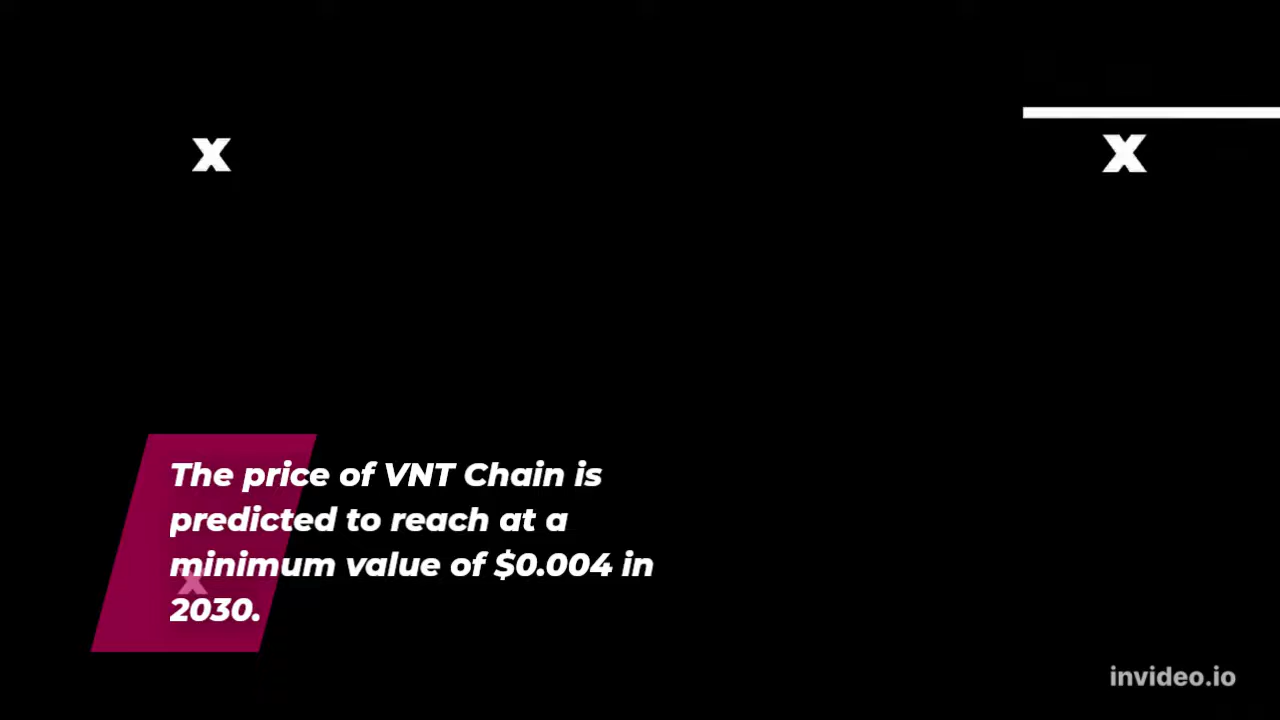 x
x
The price of VNT Chain is
predicted to reach at a
minimum value of $0.004 in
x
2030.
invideo.io